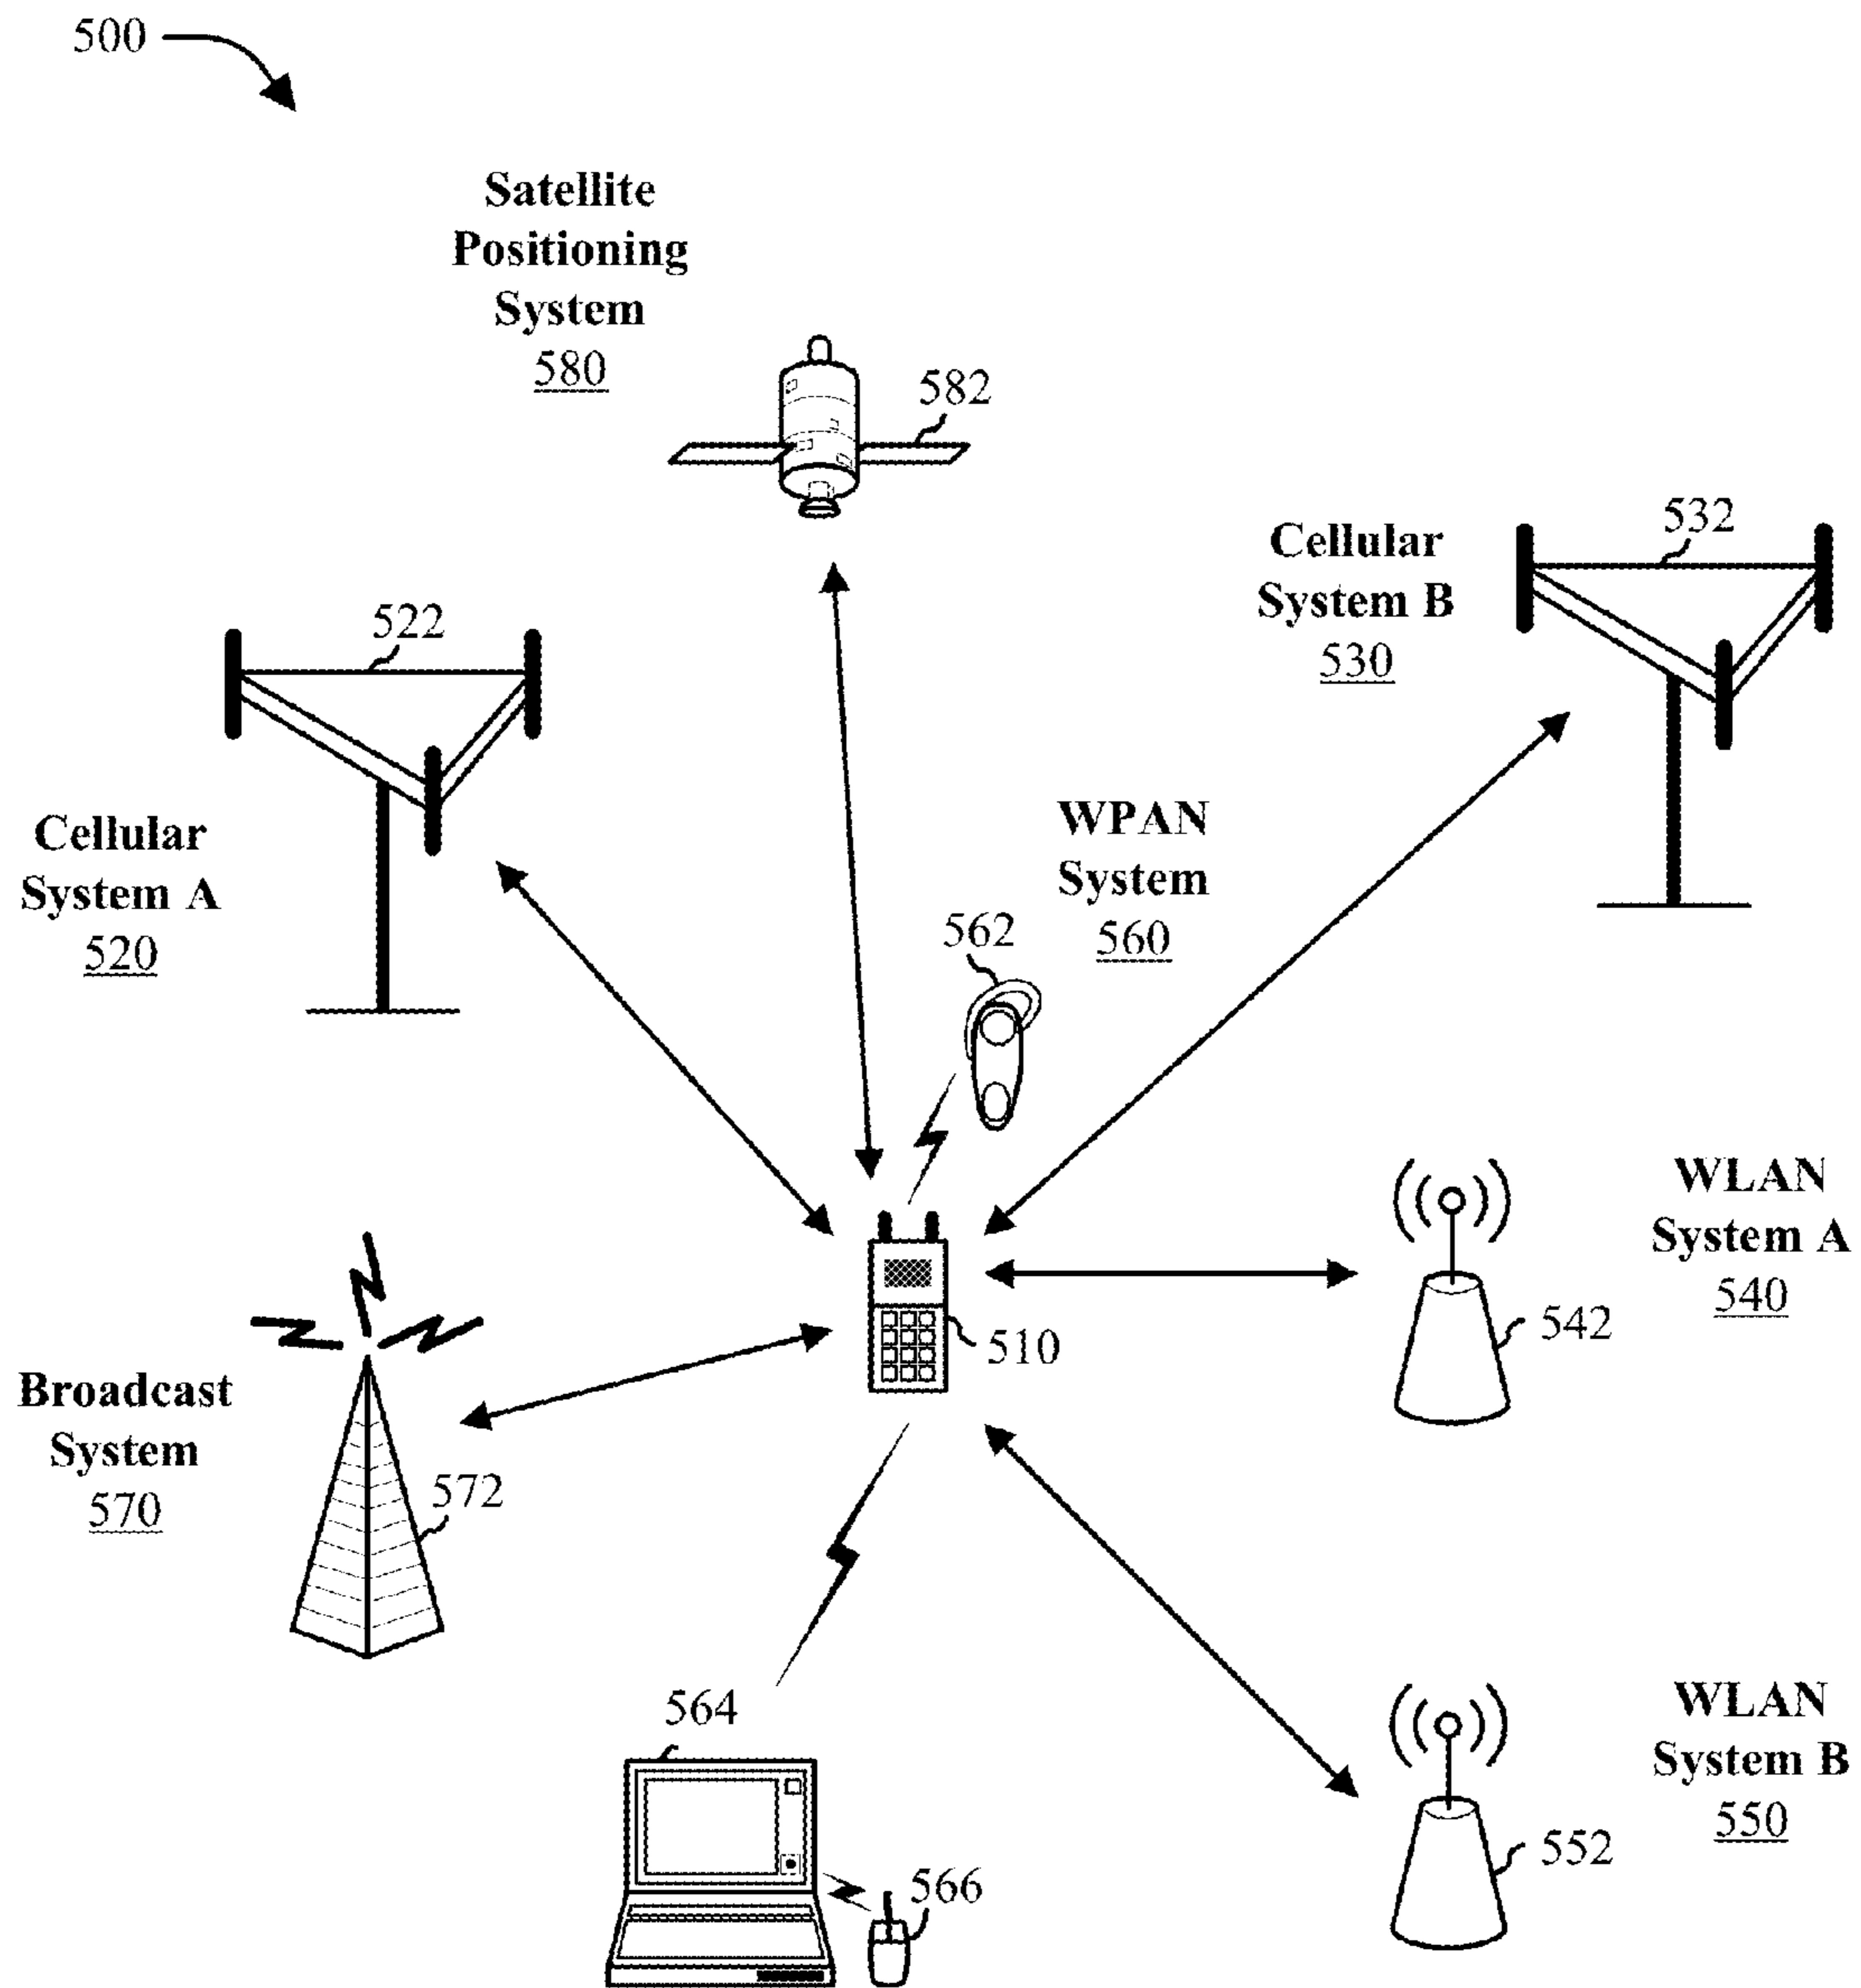 500
Satellite
Positioning
System
580
582
532
Cellular
System B
530
522
Cellular
System A
520
WPAN
System
560
562
WLAN
System A
540
542
510
Broadcast
System
570
572
564
566
WLAN
System B
550
552